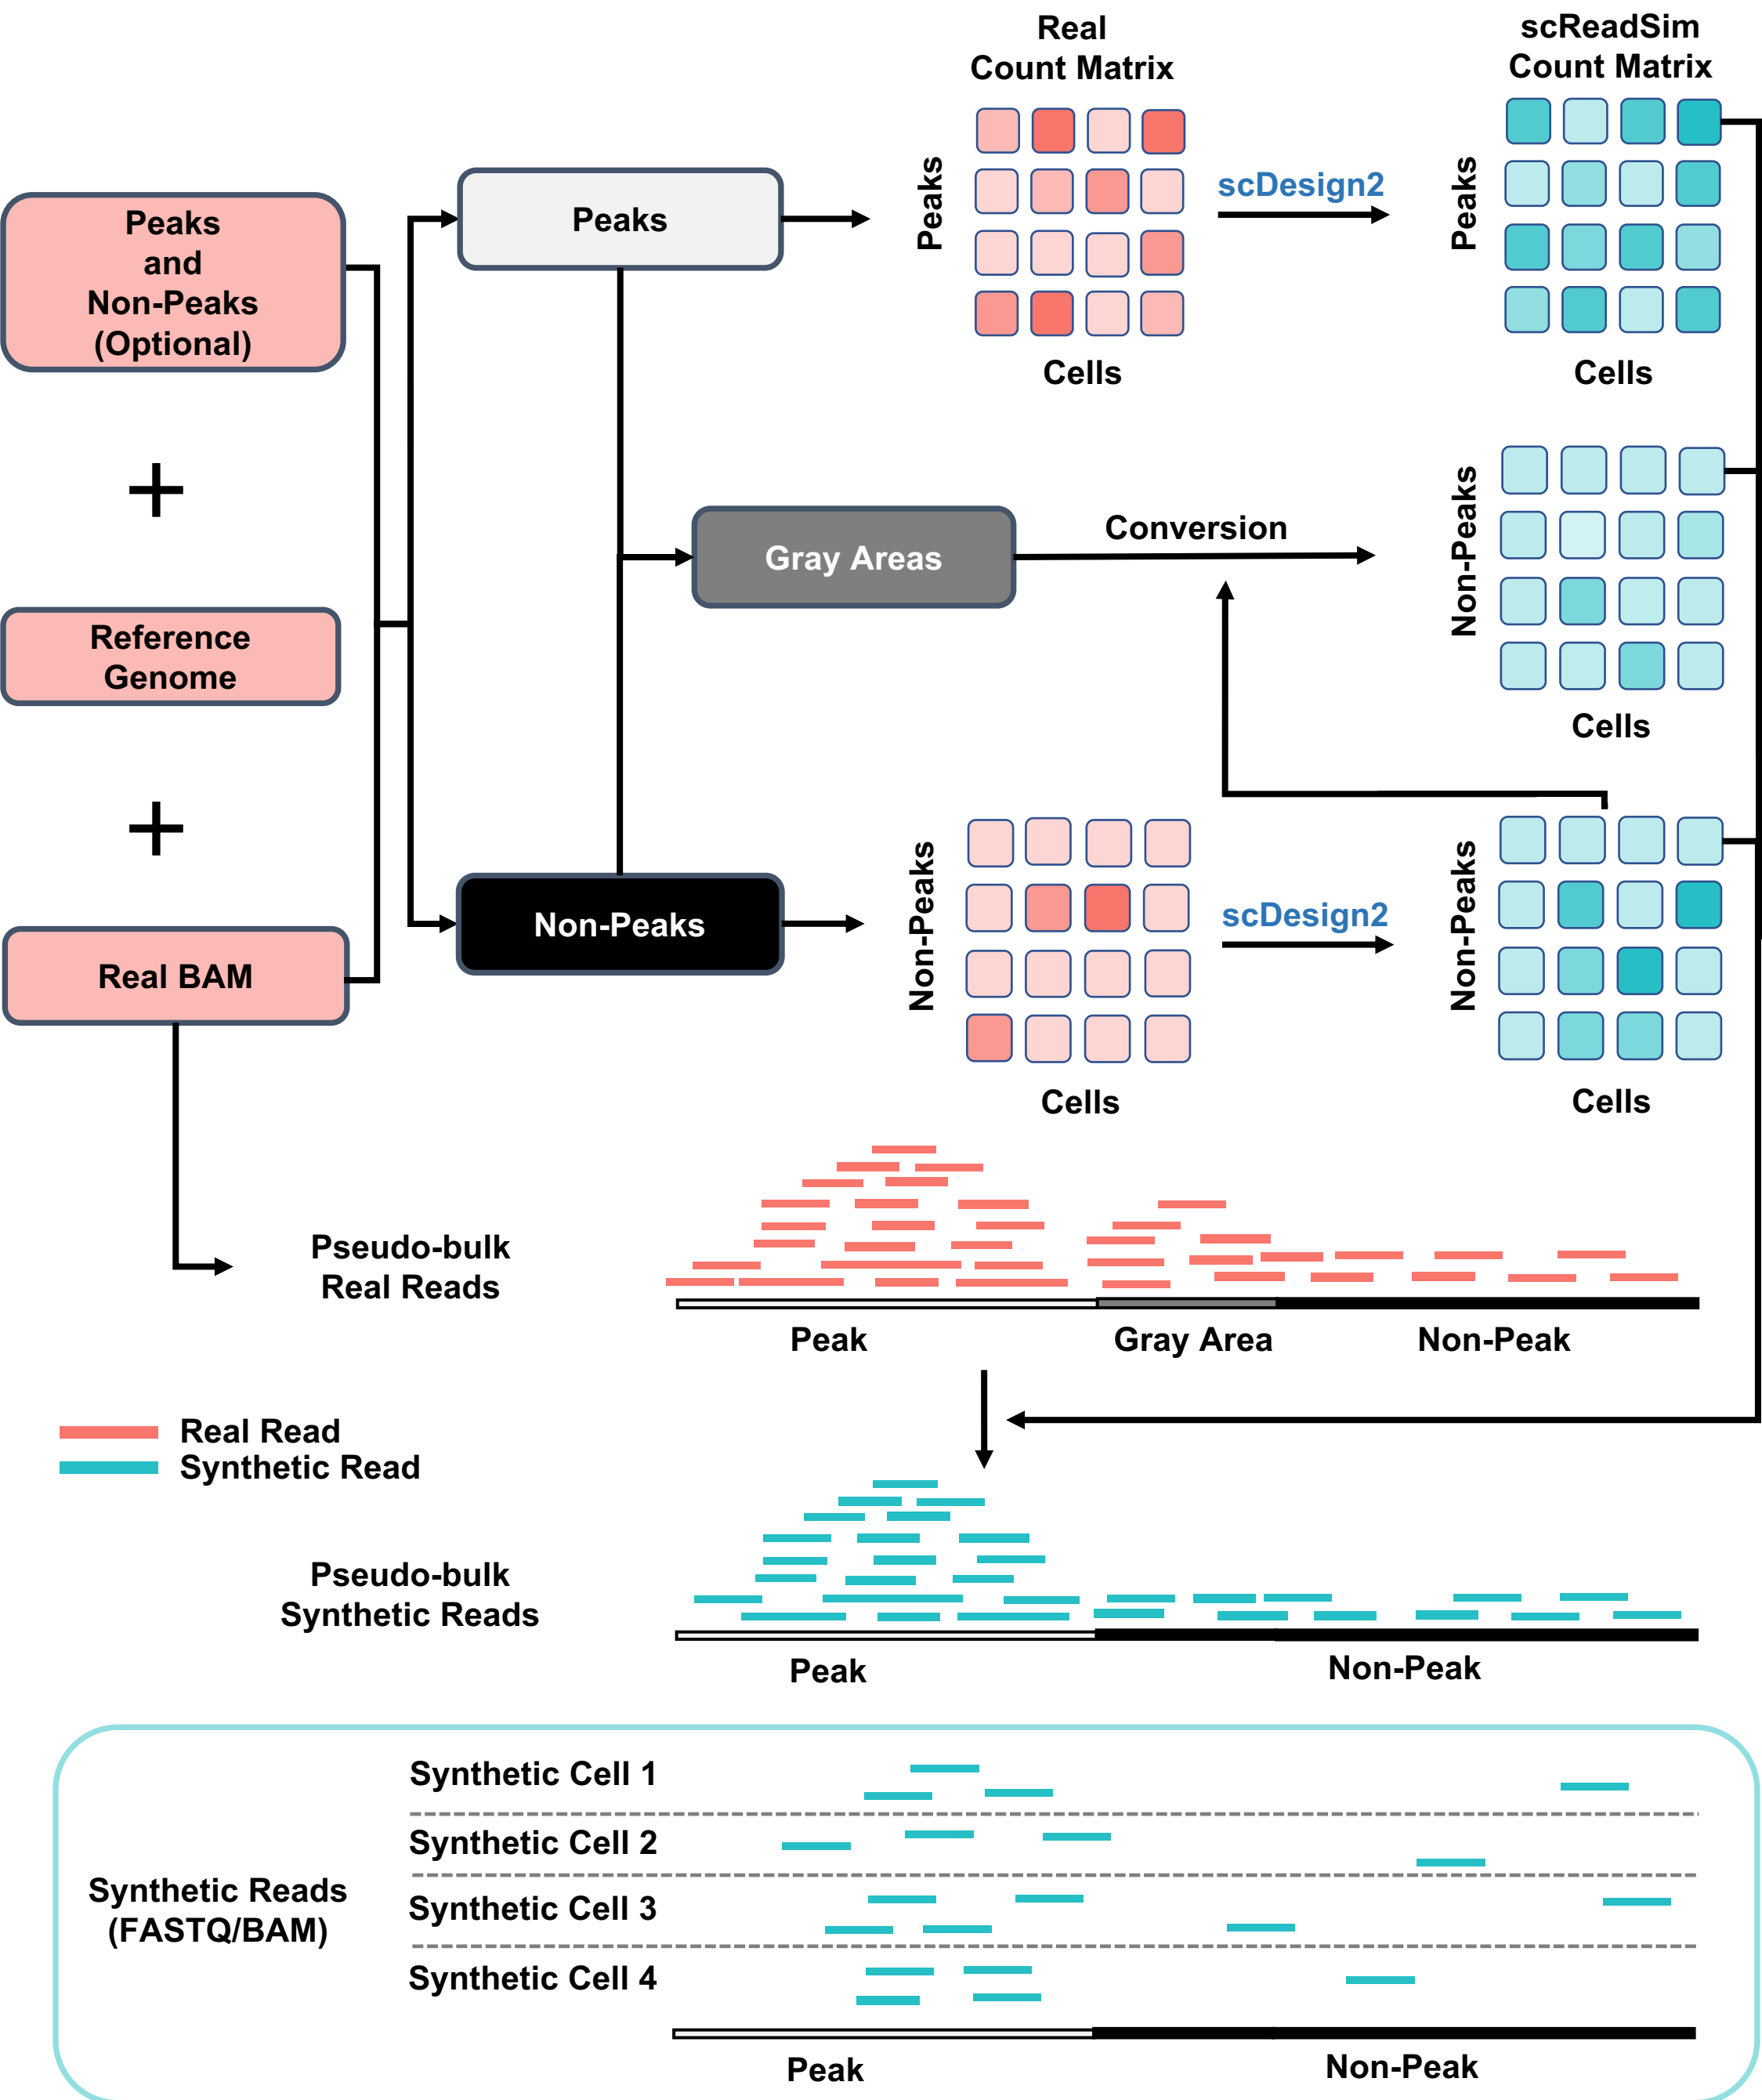 Real
Count Matrix
scReadSim
Count Matrix
Peaks
and
Non-Peaks
(Optional)
Peaks
Peaks
scDesign2
Peaks
Cells
Cells
Reference
Genome
Gray Areas
Conversion
Non-Peaks
Cells
Real BAM
Non-Peaks
Non-Peaks
scDesign2
Non-Peaks
Cells
Cells
Pseudo-bulk
Real Reads
Peak
Gray Area
Non-Peak
Real Read
Synthetic Read
Pseudo-bulk
Synthetic Reads
Peak
Non-Peak
Synthetic Reads
(FASTQ/BAM)
Synthetic Cell 1
Synthetic Cell 2
Synthetic Cell 3
Synthetic Cell 4
Peak
Non-Peak